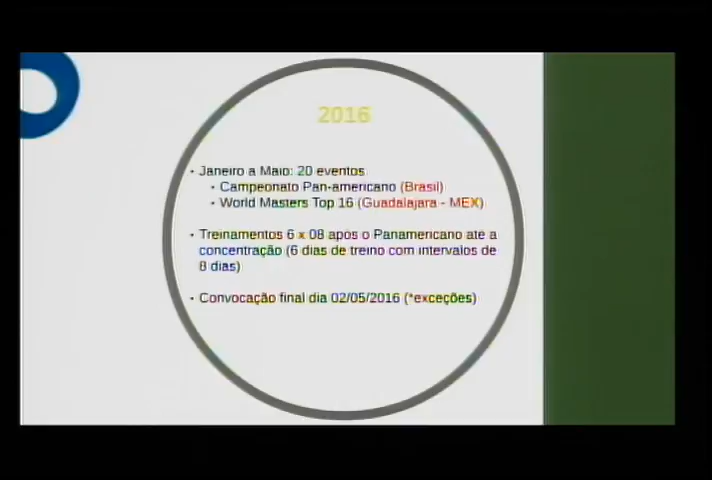 2016
• Janeiro a Maio: 20 eventos
• Campeonato Pan-americano (Brasil)
• World Masters Top 16 (Guadalajara - MEX)
• Treinamentos 6 x 08 após o Panamericano até a
concentração (6 dias de treino com intervalos de
8 dias)
• Convocação final dia 02/05/2016 (*exceções)